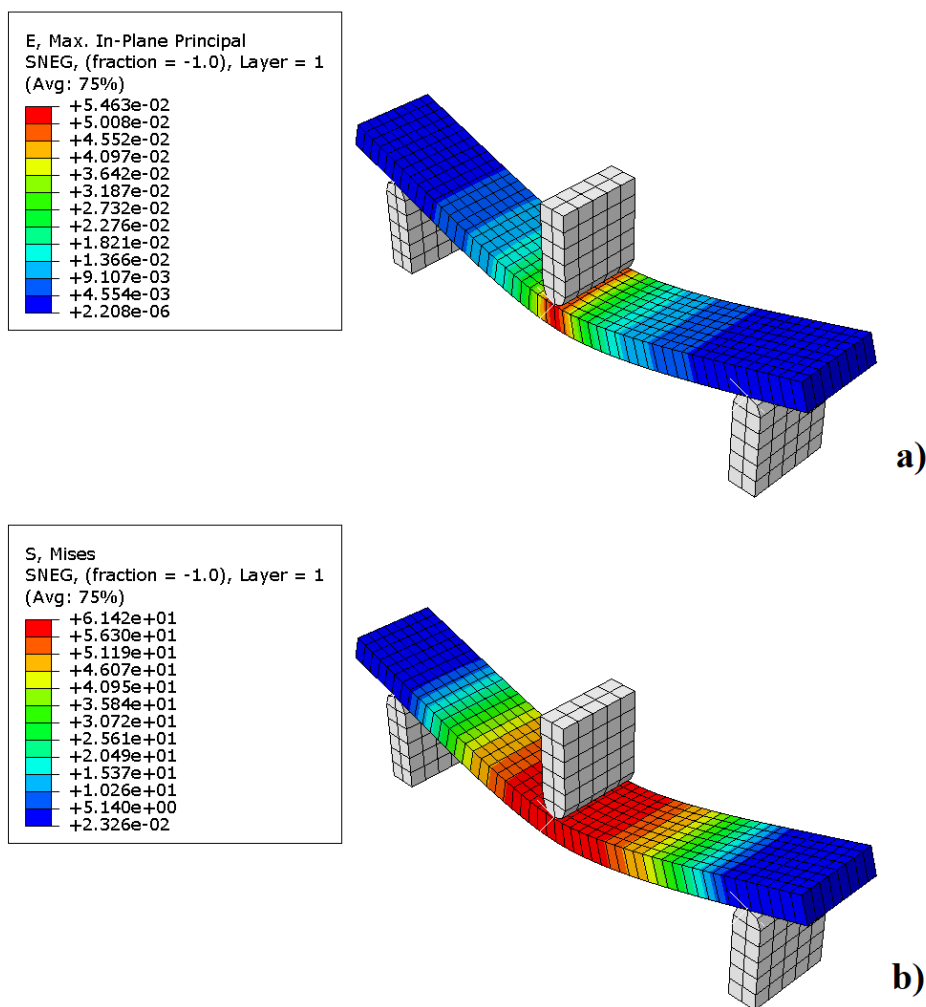 E, Max. In-Plane Principal
SNEG, (fraction = -1.0), Layer = 1
(Avg: 75%)
+5.463e-02
+5.008e-02
+4.552e-02
+4.097e-02
+3.642e-02
+3.187e-02
+2.732e-02
+2.276e-02
+1.821e-02
+1.366e-02
+9.107e-03
+4.554e-03
+2.208e-06
a)
S, Mises
SNEG, (fraction = -1.0), Layer = 1
(Avg: 75%)
+6.142e+01
+5.630e+01
+5.119e+01
+4.607e+01
+4.095e+01
+3.584e+01
+3.072e+01
+2.561e+01
+2.049e+01
+1.537e+01
+1.026e+01
+5.140e+00
+2.326e-02
b)